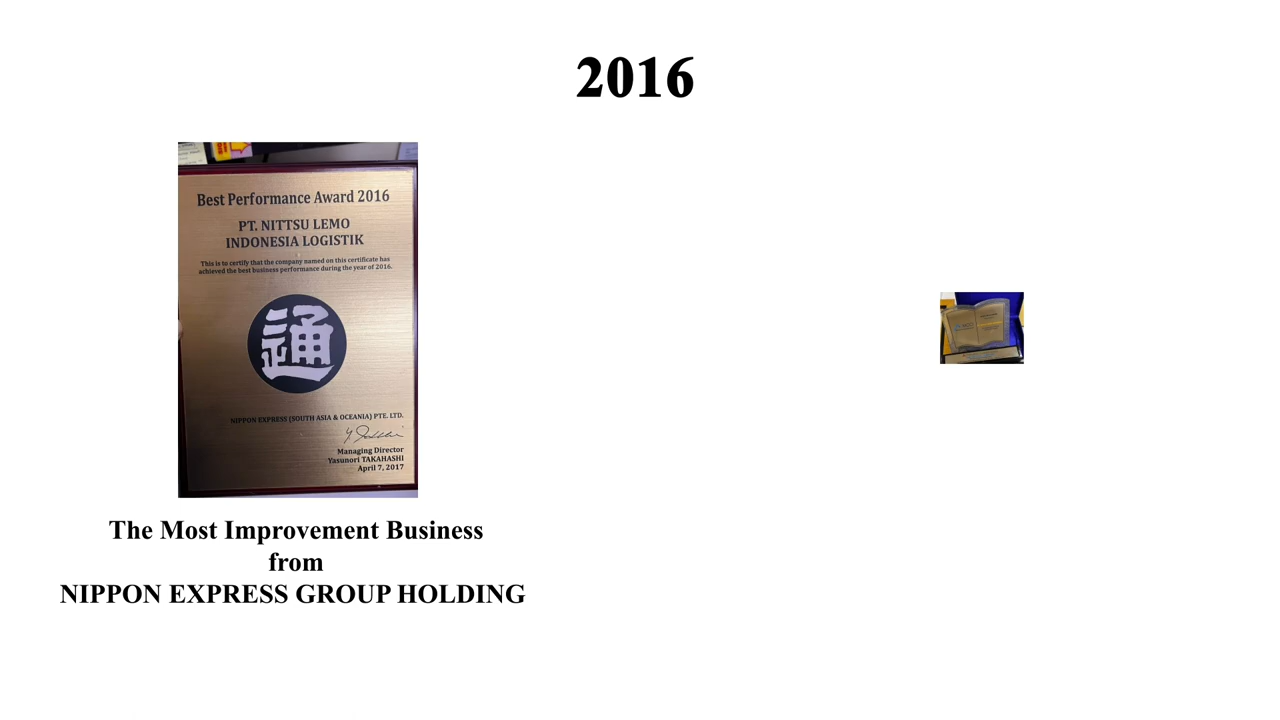 2016
Best Performance Award 2016
PT. NITTSU LEMO
INDONESIA LOGISTIK
This is to certify that the company named on this certificate has
achieved the best business performance during the year of 2016.
通
NIPPON EXPRESS (SOUTH ASIA & OCEANIA) PTE. LTD.
Managing Director
Yasunori TAKAHASHI
April 7, 2017
The Most Improvement Business
from
NIPPON EXPRESS GROUP HOLDING